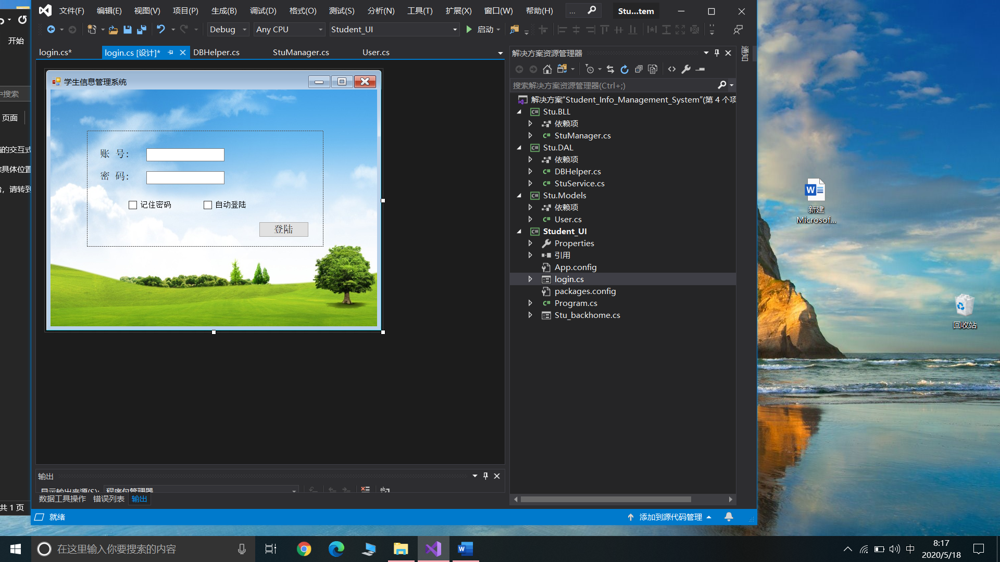 文件(F) 编辑(E) 视图(V) 项目(P) 生成(B) 调试(D) 格式(O) 测试(S) 分析(N) 工具(T) 扩展(X) 窗口(W) 帮助(H) ... Stu...tem
Debug Any CPU Student_UI 启动
开始
login.cs* login.cs [设计]* DBHelper.cs StuManager.cs User.cs
解决方案资源管理器
通知
搜索解决方案资源管理器(Ctrl+;)
中搜索
页面
的交互式
具体位置
，请转到
共 1 页
学生信息管理系统
账 号：
密 码：
记住密码 自动登陆
登陆
解决方案"Student_Info_Management_System"(第 4 个项
Stu.BLL
依赖项
StuManager.cs
Stu.DAL
依赖项
DBHelper.cs
StuService.cs
Stu.Models
依赖项
User.cs
Student_UI
Properties
引用
App.config
login.cs
packages.config
Program.cs
Stu_backhome.cs
输出
显示输出来源(S): 程序包管理器
数据工具操作 错误列表 输出
就绪 添加到源代码管理
新建
Microsof...
回收站
在这里输入你要搜索的内容
中
8:17
2020/5/18